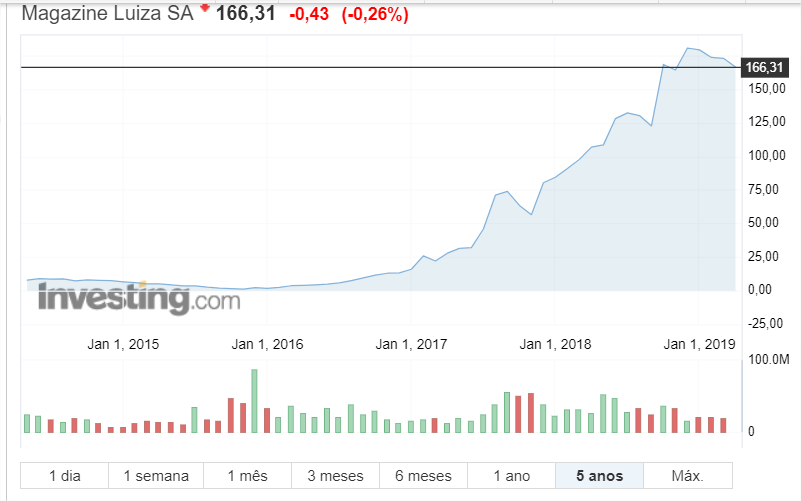 Magazine Luiza SA 166,31 -0,43 (-0,26%)
166,31
150,00
125,00
100,00
75,00
50,00
25,00
0,00
-25,00
investing.com
Jan 1, 2015 Jan 1, 2016 Jan 1, 2017 Jan 1, 2018 Jan 1, 2019
100.0M
0
1 dia 1 semana 1 mês 3 meses 6 meses 1 ano 5 anos Máx.